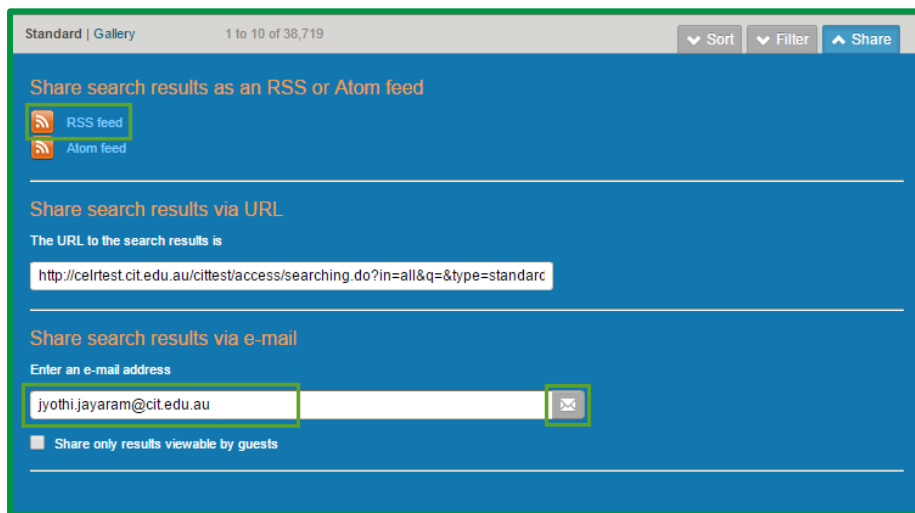 Standard | Gallery 1 to 10 of 38,719 Sort Filter Share
Share search results as an RSS or Atom feed
RSS feed
Atom feed
Share search results via URL
The URL to the search results is
http://celrtest.cit.edu.au/cittest/access/searching.do?in=all&q=&type=standard
Share search results via e-mail
Enter an e-mail address
jyothi.jayaram@cit.edu.au
Share only results viewable by guests